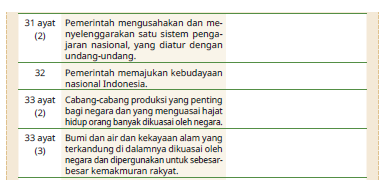 31 ayat Pemerintah mengusahakan dan me-
(2) nyelenggarakan satu sistem penga-
jaran nasional, yang diatur dengan
undang-undang.
32 Pemerintah memajukan kebudayaan
nasional Indonesia.
33 ayat Cabang-cabang produksi yang penting
(2) bagi negara dan yang menguasai hajat
hidup orang banyak dikuasai oleh negara.
33 ayat Bumi dan air dan kekayaan alam yang
(3) terkandung di dalamnya dikuasai oleh
negara dan dipergunakan untuk sebesar-
besar kemakmuran rakyat.